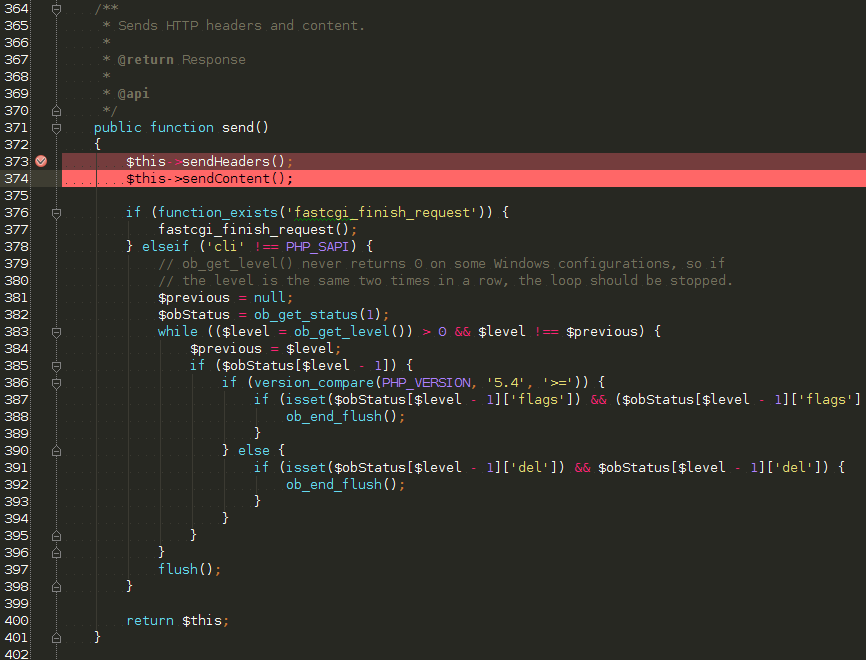 364 /**
365 * Sends HTTP headers and content.
366 *
367 * @return Response
368 *
369 * @api
370 */
371 public function send()
372 {
373 $this->sendHeaders();
374 $this->sendContent();
375
376 if (function_exists('fastcgi_finish_request')) {
377 fastcgi_finish_request();
378 } elseif ('cli' !== PHP_SAPI) {
379 // ob_get_level() never returns 0 on some Windows configurations, so if
380 // the level is the same two times in a row, the loop should be stopped.
381 $previous = null;
382 $obStatus = ob_get_status(1);
383 while (($level = ob_get_level()) > 0 && $level !== $previous) {
384 $previous = $level;
385 if ($obStatus[$level - 1]) {
386 if (version_compare(PHP_VERSION, '5.4', '>=')) {
387 if (isset($obStatus[$level - 1]['flags']) && ($obStatus[$level - 1]['flags']
388 ob_end_flush();
389 }
390 } else {
391 if (isset($obStatus[$level - 1]['del']) && $obStatus[$level - 1]['del']) {
392 ob_end_flush();
393 }
394 }
395 }
396 }
397 flush();
398 }
399
400 return $this;
401 }
402